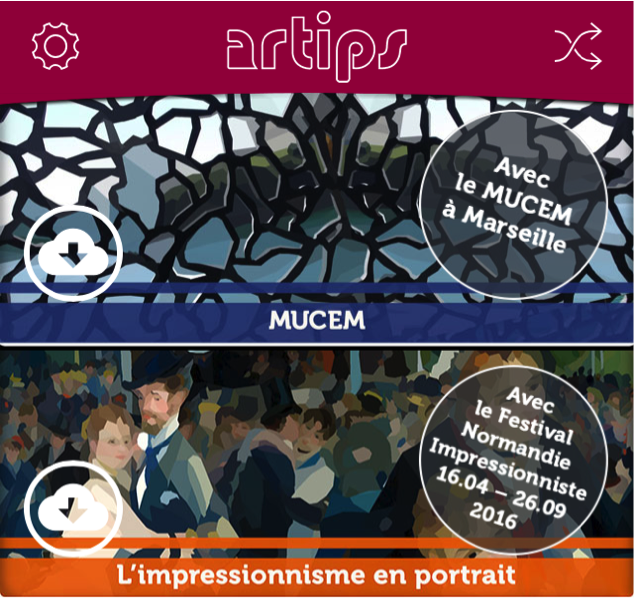 artips
Avec
le MUCEM
à Marseille
MUCEM
Avec
le Festival
Normandie
Impressionniste
16.04 – 26.09
2016
L’impressionnisme en portrait